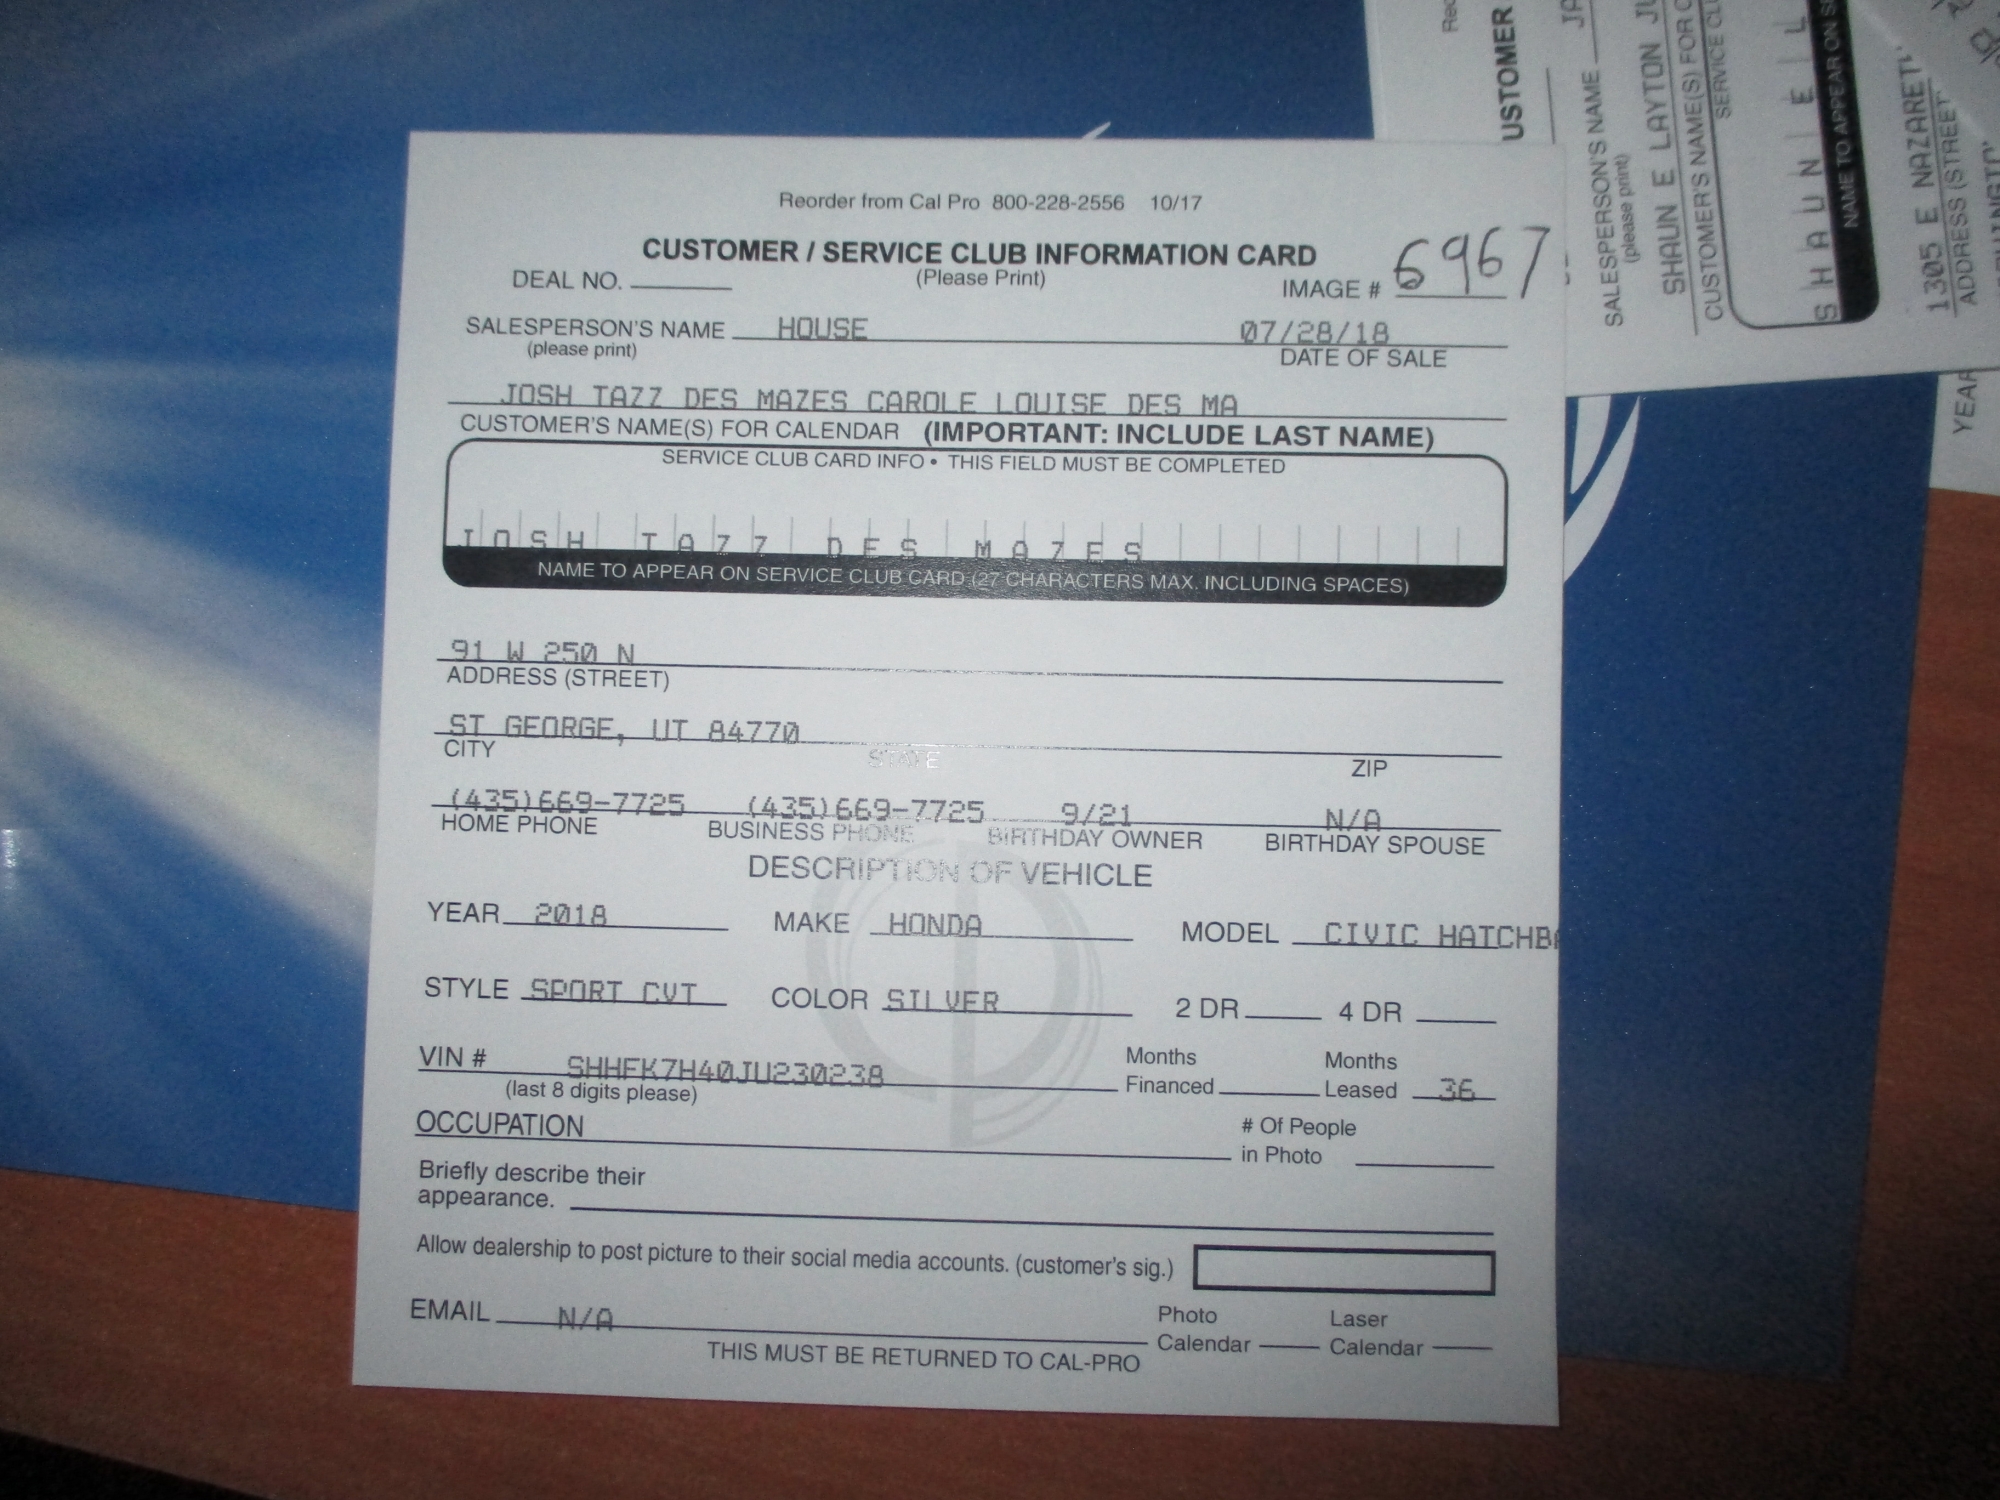 Reorder from Cal Pro 800-228-2556 10/17
CUSTOMER / SERVICE CLUB INFORMATION CARD
(Please Print)
DEAL NO.
IMAGE # 6967
SALESPERSON'S NAME HOUSE 07/28/18
(please print) DATE OF SALE
JOSH TAZZ DES MAZES CAROLE LOUISE DES MA
CUSTOMER'S NAME(S) FOR CALENDAR (IMPORTANT: INCLUDE LAST NAME)
SERVICE CLUB CARD INFO • THIS FIELD MUST BE COMPLETED
JOSH TAZZ DES MAZES
NAME TO APPEAR ON SERVICE CLUB CARD (27 CHARACTERS MAX. INCLUDING SPACES)
91 W 250 N
ADDRESS (STREET)
ST GEORGE, UT 84770
CITY STATE ZIP
(435)669-7725 (435)669-7725 9/21 N/A
HOME PHONE BUSINESS PHONE BIRTHDAY OWNER BIRTHDAY SPOUSE
DESCRIPTION OF VEHICLE
YEAR 2018 MAKE HONDA MODEL CIVIC HATCHBA
STYLE SPORT CVT COLOR SILVER 2 DR 4 DR
VIN # SHHFK7H40JU230238 Months Financed Months Leased 36
(last 8 digits please)
OCCUPATION # Of People in Photo
Briefly describe their
appearance.
Allow dealership to post picture to their social media accounts. (customer's sig.)
EMAIL N/A Photo Calendar Laser Calendar
THIS MUST BE RETURNED TO CAL-PRO
USTOMER
SALESPERSON'S NAME JA
(please print)
SHAUN E LAYTON JU
CUSTOMER'S NAME(S) FOR C
SERVICE CLU
SHAUN E L
NAME TO APPEAR ON S
1305 E NAZARET
ADDRESS (STREET
YEAR